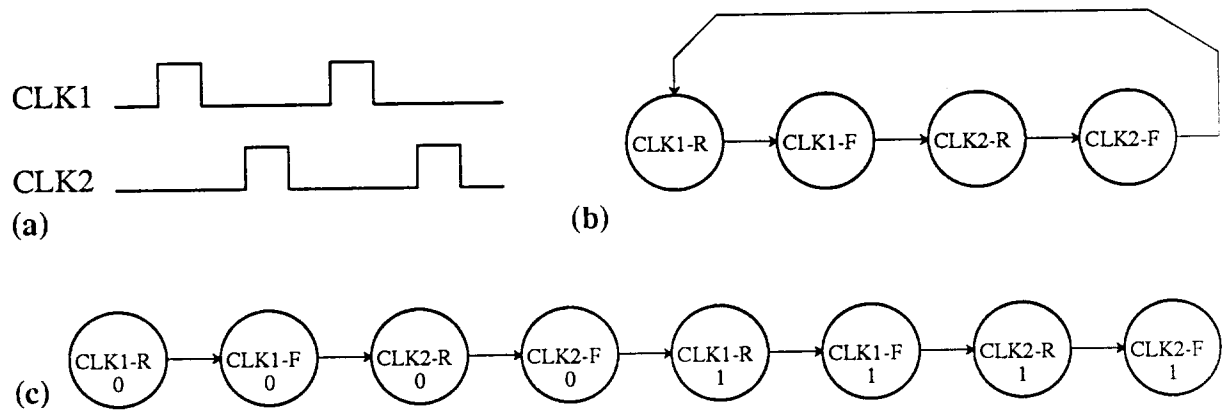 CLK1
CLK2
(a)
CLK1-R
CLK1-F
CLK2-R
CLK2-F
(b)
CLK1-R
0
CLK1-F
0
CLK2-R
0
CLK2-F
0
CLK1-R
1
CLK1-F
1
CLK2-R
1
CLK2-F
1
(c)